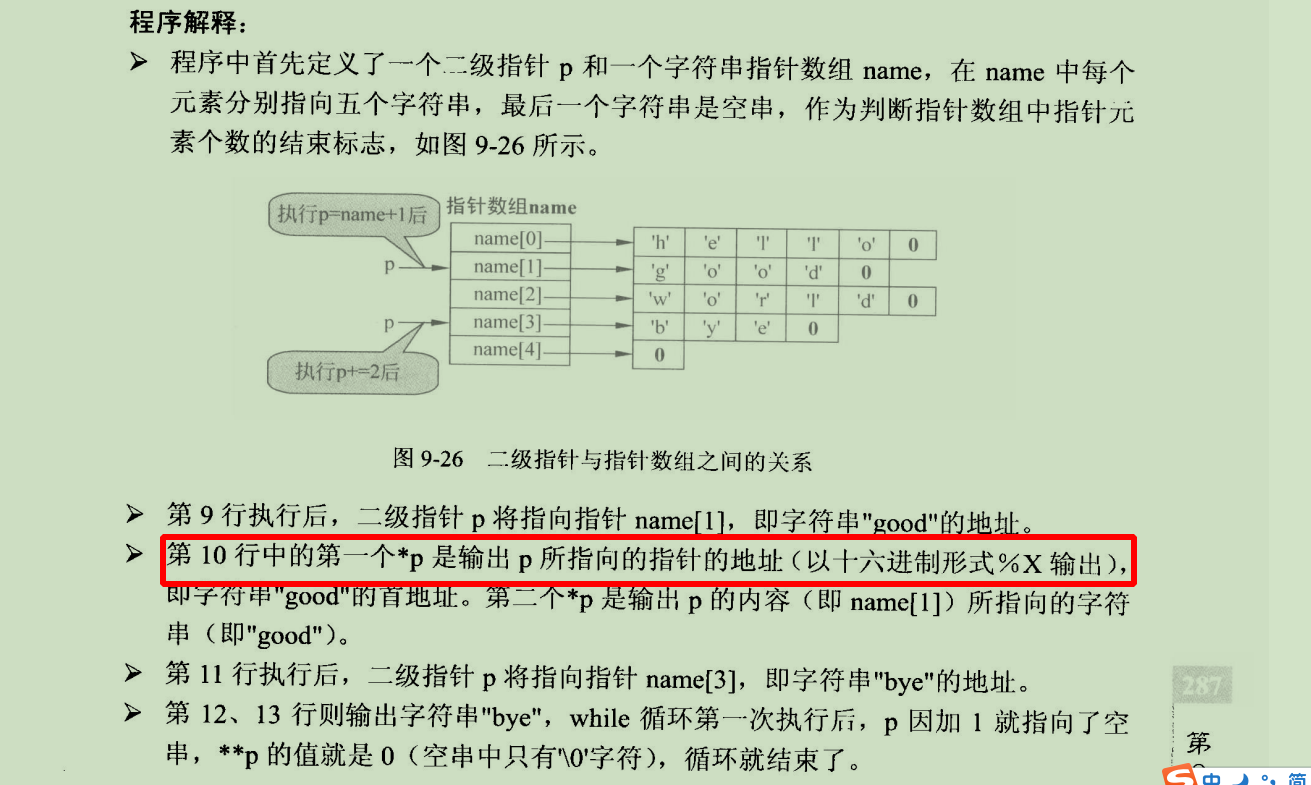 程序解释：
➢ 程序中首先定义了一个二级指针 p 和一个字符串指针数组 name，在 name 中每个
元素分别指向五个字符串，最后一个字符串是空串，作为判断指针数组中指针元
素个数的结束标志，如图 9-26 所示。
执行p=name+1后
指针数组name
name[0] 'h' 'e' 'l' 'l' 'o' 0
p name[1] 'g' 'o' 'o' 'd' 0
name[2] 'w' 'o' 'r' 'l' 'd' 0
p name[3] 'b' 'y' 'e' 0
name[4] 0
执行p+=2后
图 9-26 二级指针与指针数组之间的关系
➢ 第 9 行执行后，二级指针 p 将指向指针 name[1]，即字符串"good"的地址。
➢ 第 10 行中的第一个*p 是输出 p 所指向的指针的地址（以十六进制形式%X 输出），
即字符串"good"的首地址。第二个*p 是输出 p 的内容（即 name[1]）所指向的字符
串（即"good"）。
➢ 第 11 行执行后，二级指针 p 将指向指针 name[3]，即字符串"bye"的地址。
➢ 第 12、13 行则输出字符串"bye"，while 循环第一次执行后，p 因加 1 就指向了空
串，**p 的值就是 0（空串中只有'\0'字符），循环就结束了。
287
第
中 简